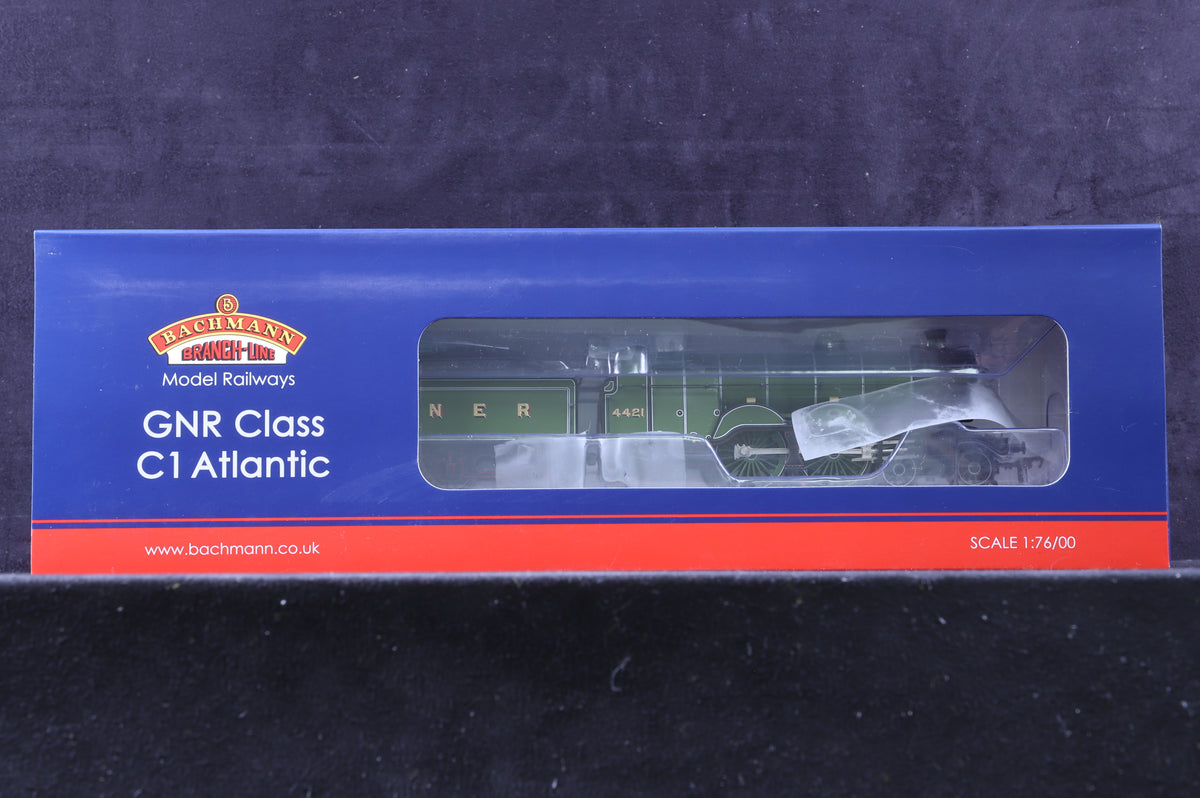 BACHMANN
BRANCH-LINE
Model Railways
GNR Class
C1 Atlantic
N E R
4421
www.bachmann.co.uk
SCALE 1:76/00